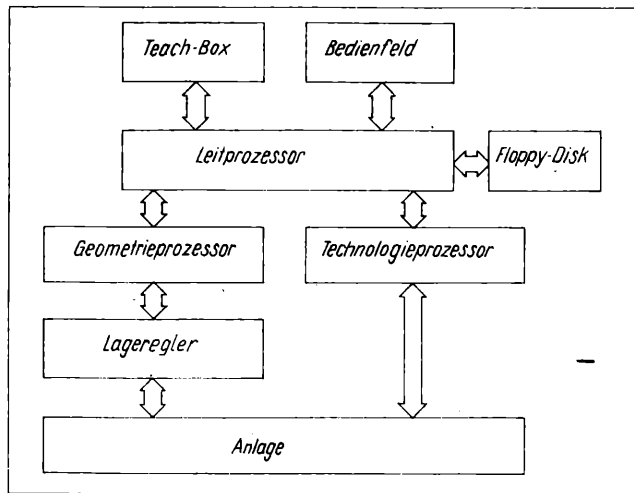 Teach-Box
Bedienfeld
Leitprozessor
Floppy-Disk
Geometrieprozessor
Technologieprozessor
Lageregler
Anlage